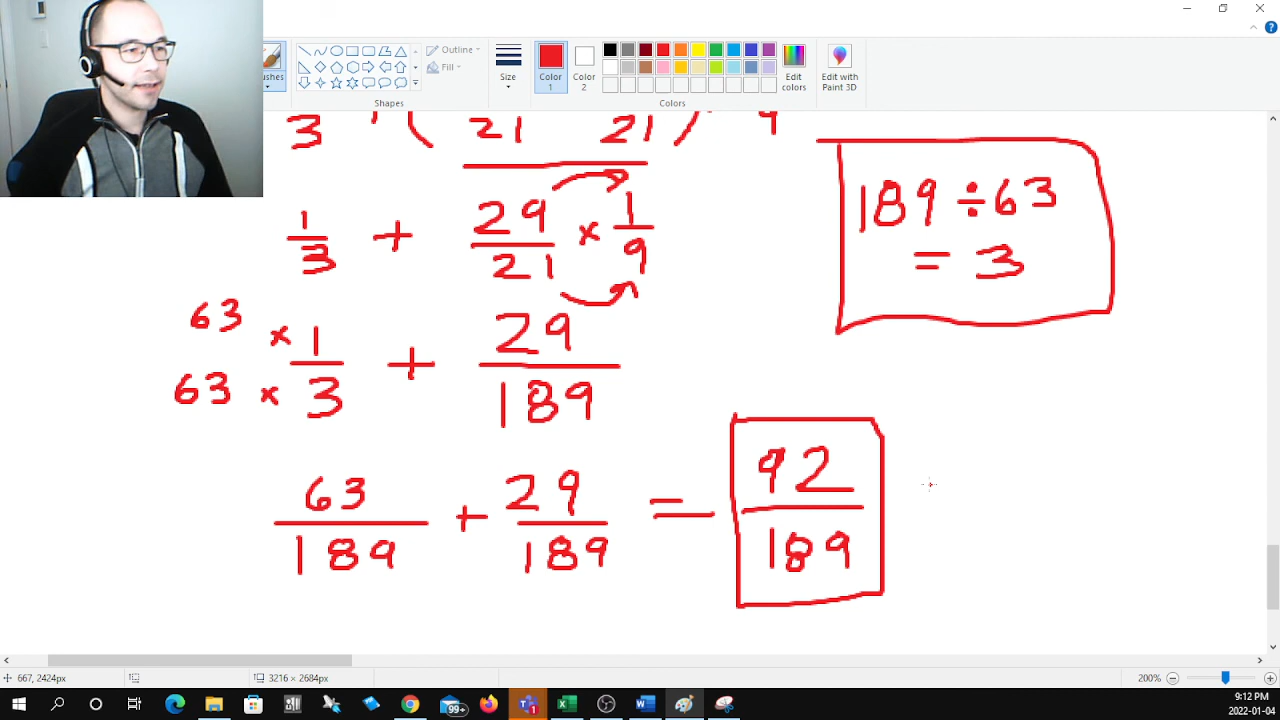 Outline
Fill
Size
Color 1
Color 2
Edit colors
Edit with Paint 3D
Shapes
Colors
3 ( 21 21 ) 9
1/3 + 29/21 × 1/9
189 ÷ 63
= 3
63 × 1 + 29
63 × 3 189
63/189 + 29/189 = 92/189
667, 2424px
3216 × 2684px
200%
99+
1
9:12 PM
2022-01-04